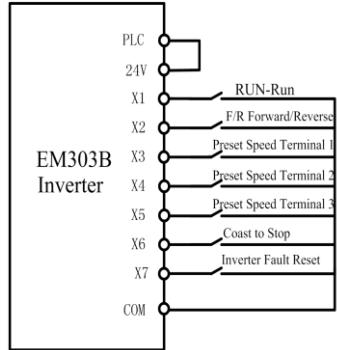 PLC
24V
X1 RUN-Run
X2 F/R Forward/Reverse
EM303B
Inverter
X3 Preset Speed Terminal 1
X4 Preset Speed Terminal 2
X5 Preset Speed Terminal 3
X6 Coast to Stop
X7 Inverter Fault Reset
COM